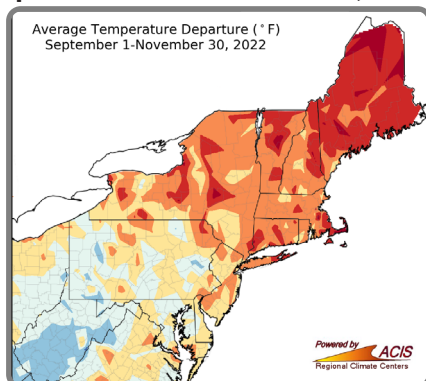 Average Temperature Departure (°F)
September 1-November 30, 2022
Powered by
ACIS
Regional Climate Centers